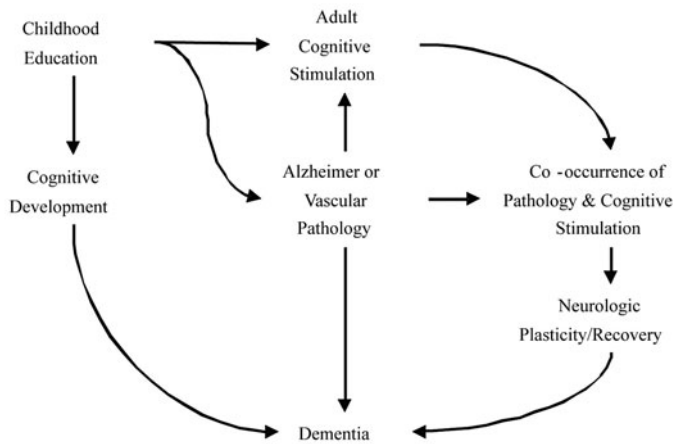 Childhood
Education
Adult
Cognitive
Stimulation
Cognitive
Development
Alzheimer or
Vascular
Pathology
Co -occurrence of
Pathology & Cognitive
Stimulation
Neurologic
Plasticity/Recovery
Dementia